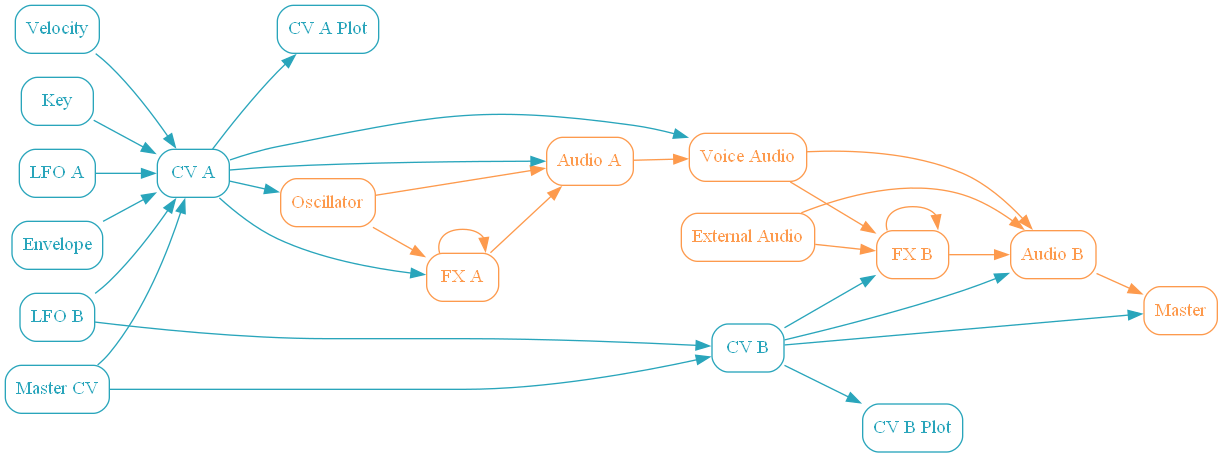 Velocity
CV A Plot
Key
LFO A
CV A
Audio A
Voice Audio
Oscillator
Envelope
External Audio
FX A
FX B
Audio B
LFO B
CV B
Master
Master CV
CV B Plot